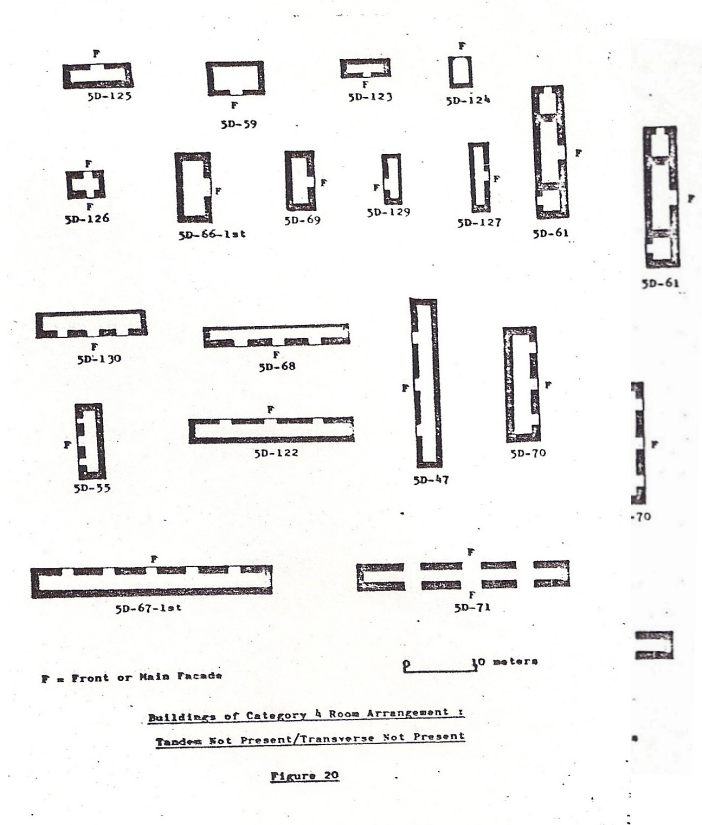 F
F
5D-125
F
5D-59
F
5D-123
F
5D-124
F
5D-61
F
F
5D-126
F
5D-66-1st
F
5D-69
F
5D-129
F
5D-127
F
5D-61
F
5D-130
F
5D-68
F
5D-47
F
5D-70
F
-70
F
5D-55
F
5D-122
F
5D-67-1st
F
F
5D-71
F = Front or Main Facade
0 10 meters
Buildings of Category 4 Room Arrangement :
Tandem Not Present/Transverse Not Present
Figure 20